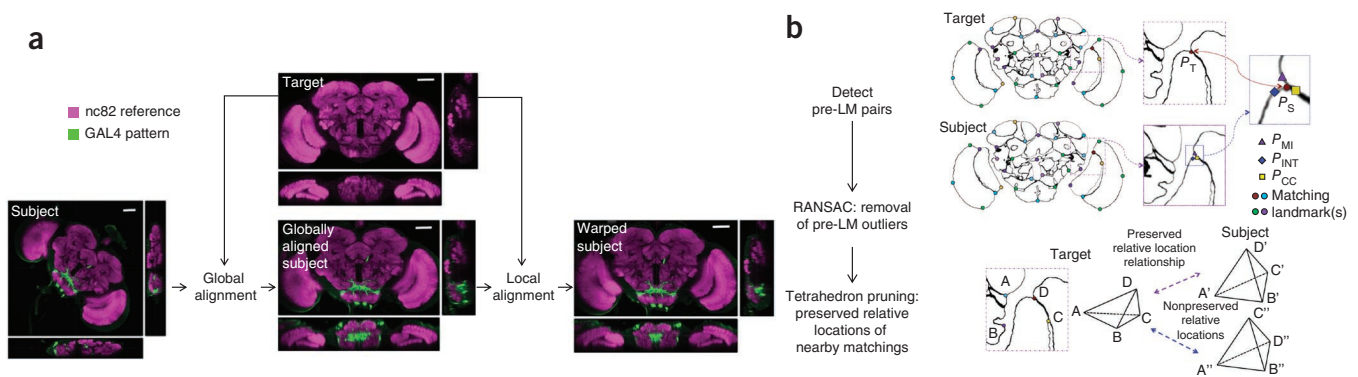 a
nc82 reference
GAL4 pattern
Target
Subject
Globally
aligned
subject
Warped
subject
Global
alignment
Local
alignment
b
Detect
pre-LM pairs
RANSAC: removal
of pre-LM outliers
Tetrahedron pruning:
preserved relative
locations of
nearby matchings
Target
P_T
P_S
Subject
P_MI
P_INT
P_CC
Matching
landmark(s)
Target
Preserved
relative location
relationship
Subject
A
D
B
C
D
A
C
B
D'
C'
A'
B'
Nonpreserved
relative
locations
C''
D''
A''
B''